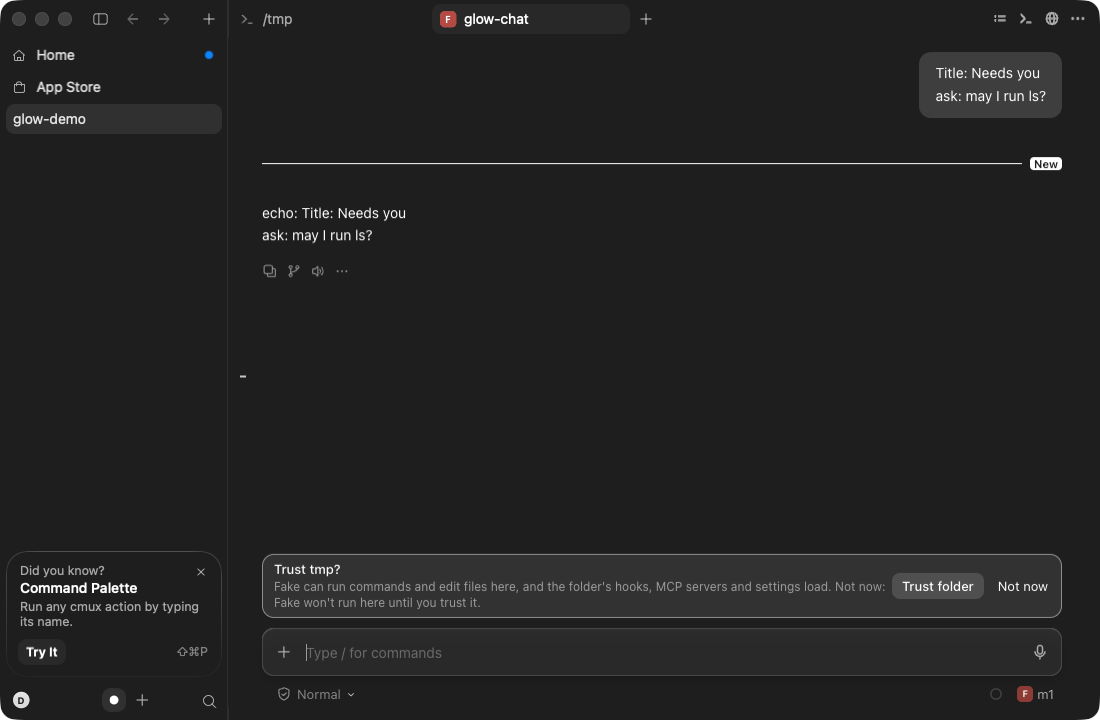 /tmp
F glow-chat
Home
App Store
glow-demo
Title: Needs you
ask: may I run ls?
New
echo: Title: Needs you
ask: may I run ls?
Did you know?
Command Palette
Run any cmux action by typing
its name.
Try It
⇧⌘P
D
Trust tmp?
Fake can run commands and edit files here, and the folder's hooks, MCP servers and settings load. Not now:
Fake won't run here until you trust it.
Trust folder
Not now
Type / for commands
Normal
F m1